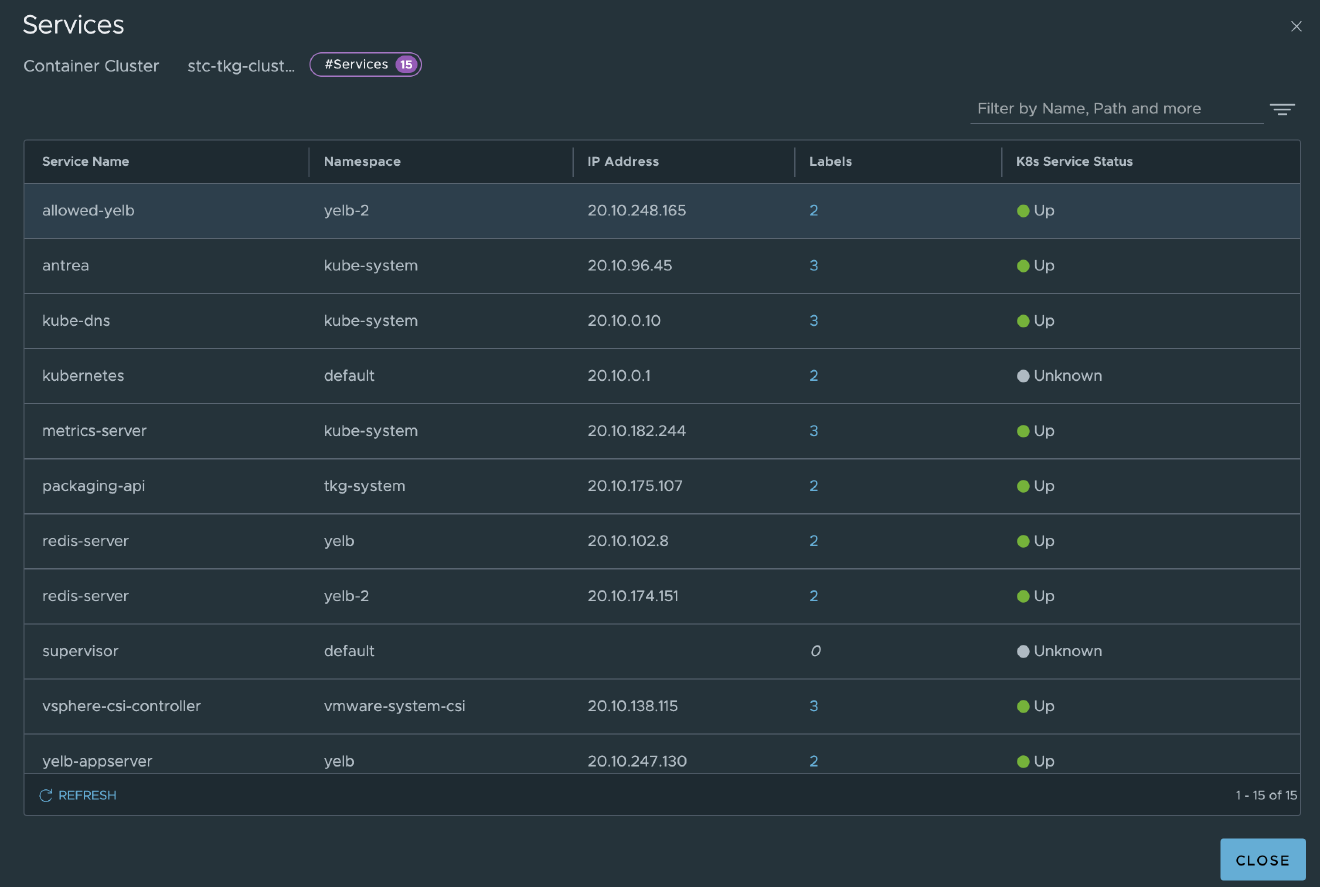 Services
Container Cluster stc-tkg-clust... #Services 15
Filter by Name, Path and more
Service Name Namespace IP Address Labels K8s Service Status
allowed-yelb yelb-2 20.10.248.165 2 Up
antrea kube-system 20.10.96.45 3 Up
kube-dns kube-system 20.10.0.10 3 Up
kubernetes default 20.10.0.1 2 Unknown
metrics-server kube-system 20.10.182.244 3 Up
packaging-api tkg-system 20.10.175.107 2 Up
redis-server yelb 20.10.102.8 2 Up
redis-server yelb-2 20.10.174.151 2 Up
supervisor default 0 Unknown
vsphere-csi-controller vmware-system-csi 20.10.138.115 3 Up
yelb-appserver yelb 20.10.247.130 2 Up
REFRESH 1 - 15 of 15
CLOSE